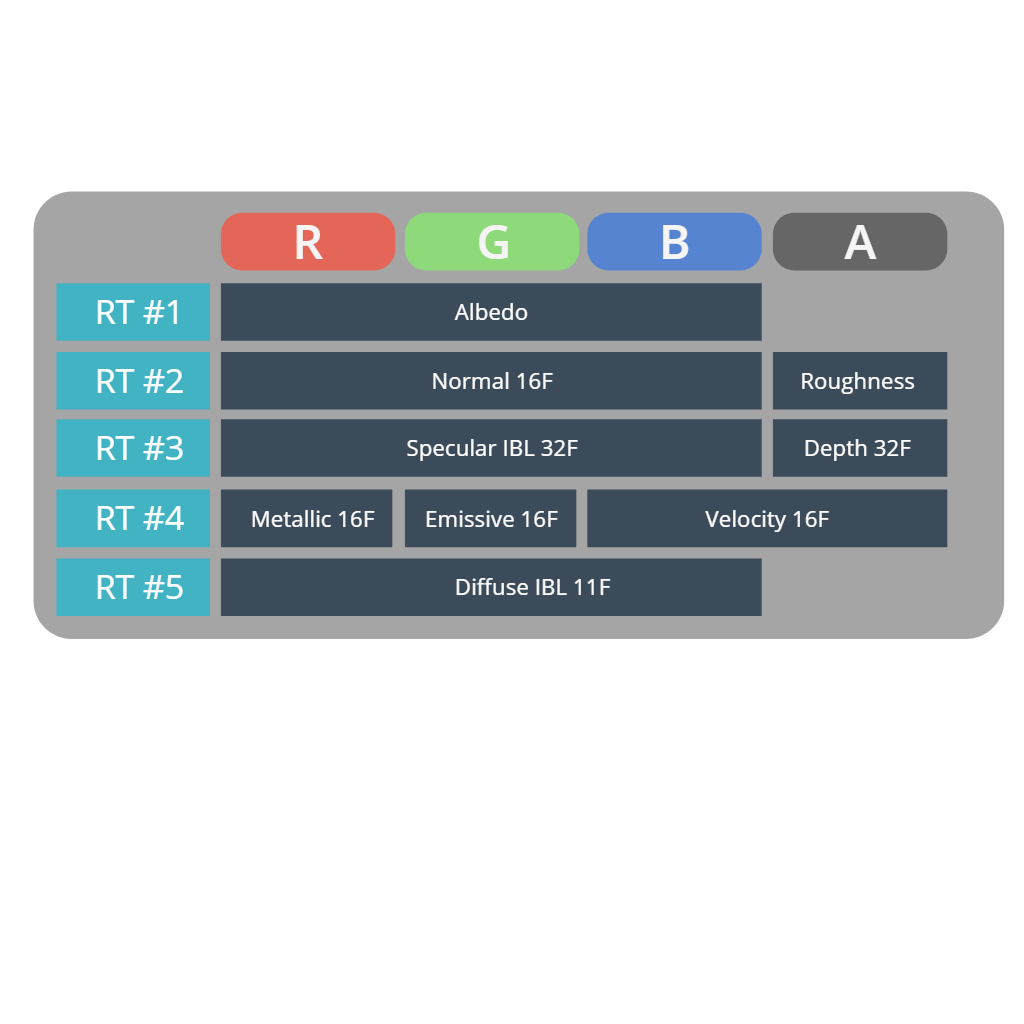 R G B A
RT #1 Albedo
RT #2 Normal 16F Roughness
RT #3 Specular IBL 32F Depth 32F
RT #4 Metallic 16F Emissive 16F Velocity 16F
RT #5 Diffuse IBL 11F